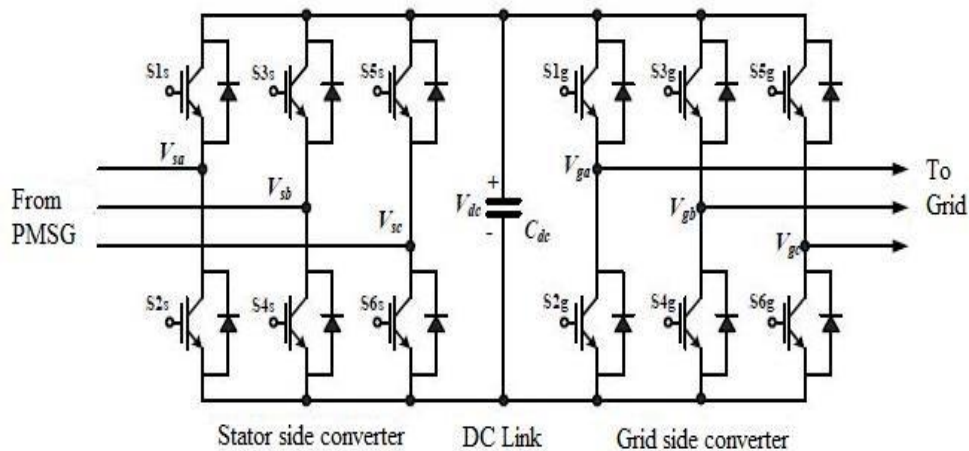 S1s S3s S5s S1g S3g S5g
Vsa Vga
Vsb Vdc + Vgb
Vsc - Cdc Vgc
From
PMSG
To
Grid
S2s S4s S6s S2g S4g S6g
Stator side converter DC Link Grid side converter